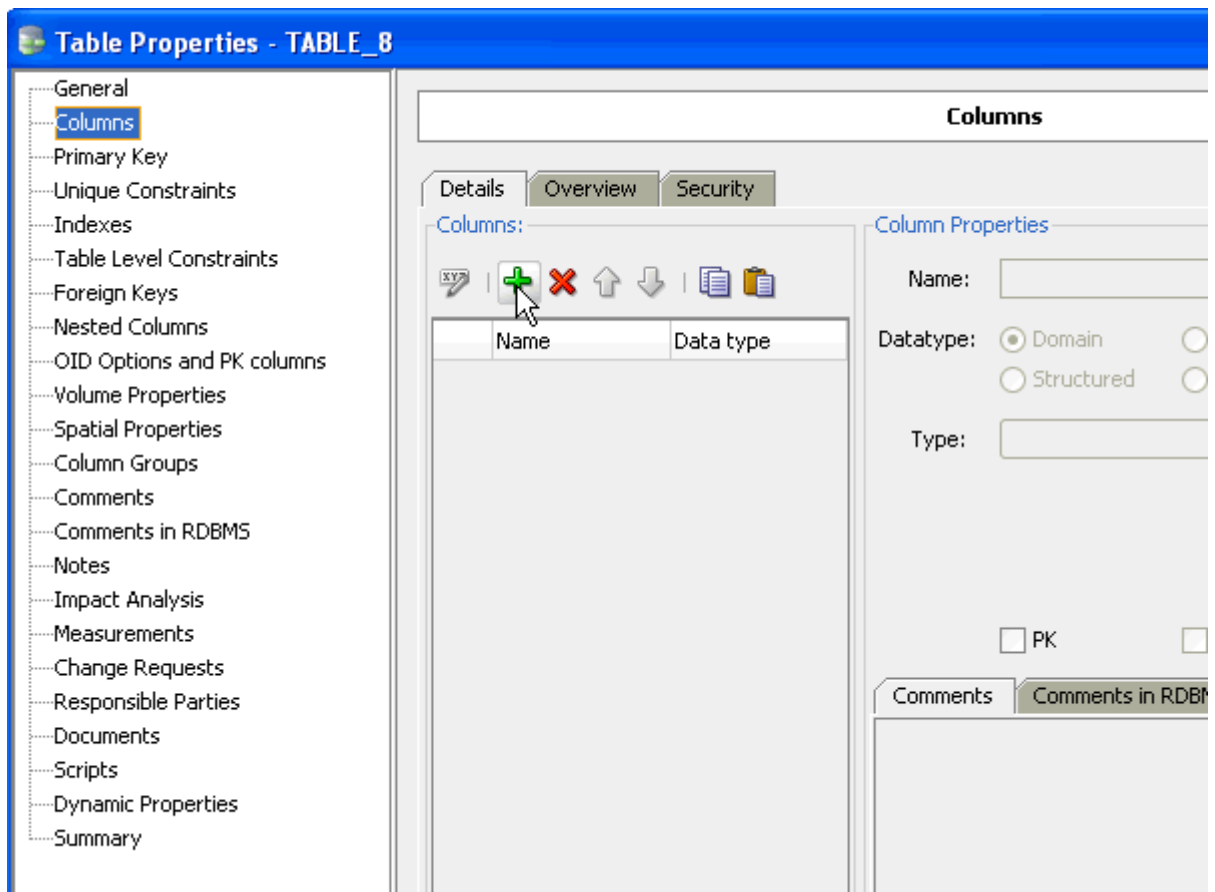 Table Properties - TABLE_8
General
Columns
Primary Key
Unique Constraints
Indexes
Table Level Constraints
Foreign Keys
Nested Columns
OID Options and PK columns
Volume Properties
Spatial Properties
Column Groups
Comments
Comments in RDBMS
Notes
Impact Analysis
Measurements
Change Requests
Responsible Parties
Documents
Scripts
Dynamic Properties
Summary
Columns
Details Overview Security
Columns:
XYZ
Name Data type
Column Properties
Name:
Datatype: Domain
Structured
Type:
PK
Comments Comments in RDBM